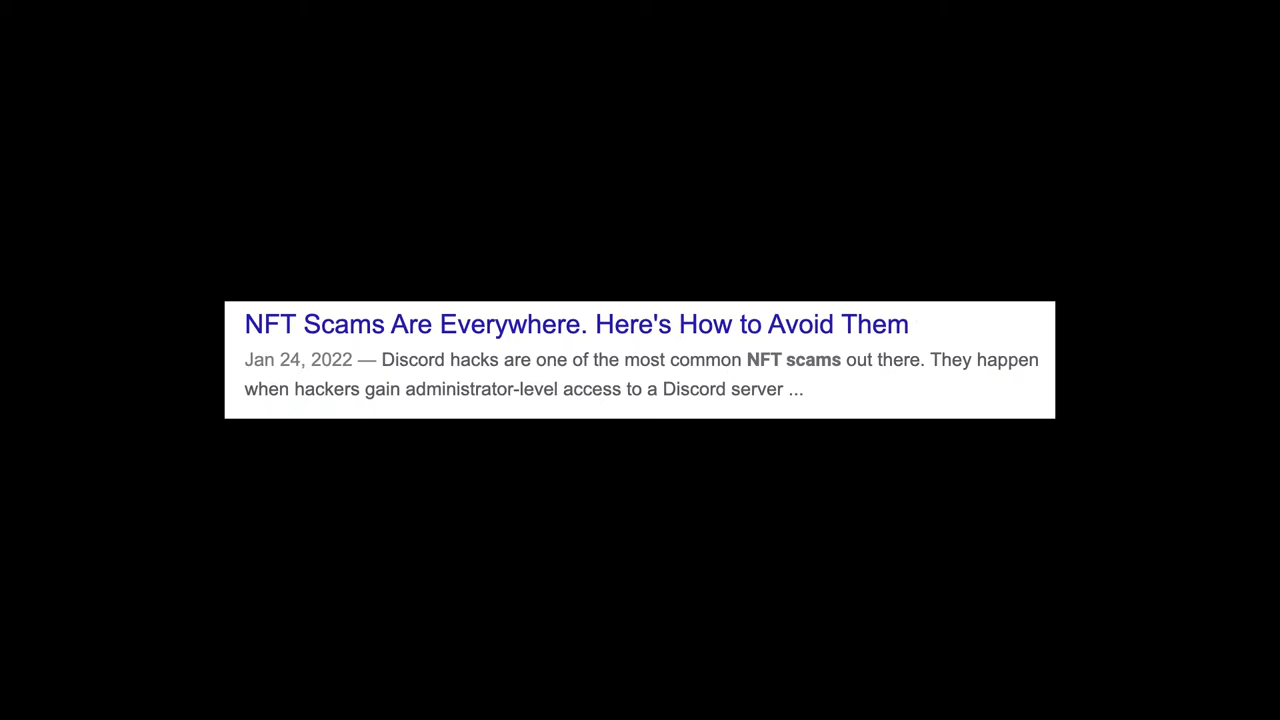 NFT Scams Are Everywhere. Here's How to Avoid Them
Jan 24, 2022 — Discord hacks are one of the most common NFT scams out there. They happen
when hackers gain administrator-level access to a Discord server ...